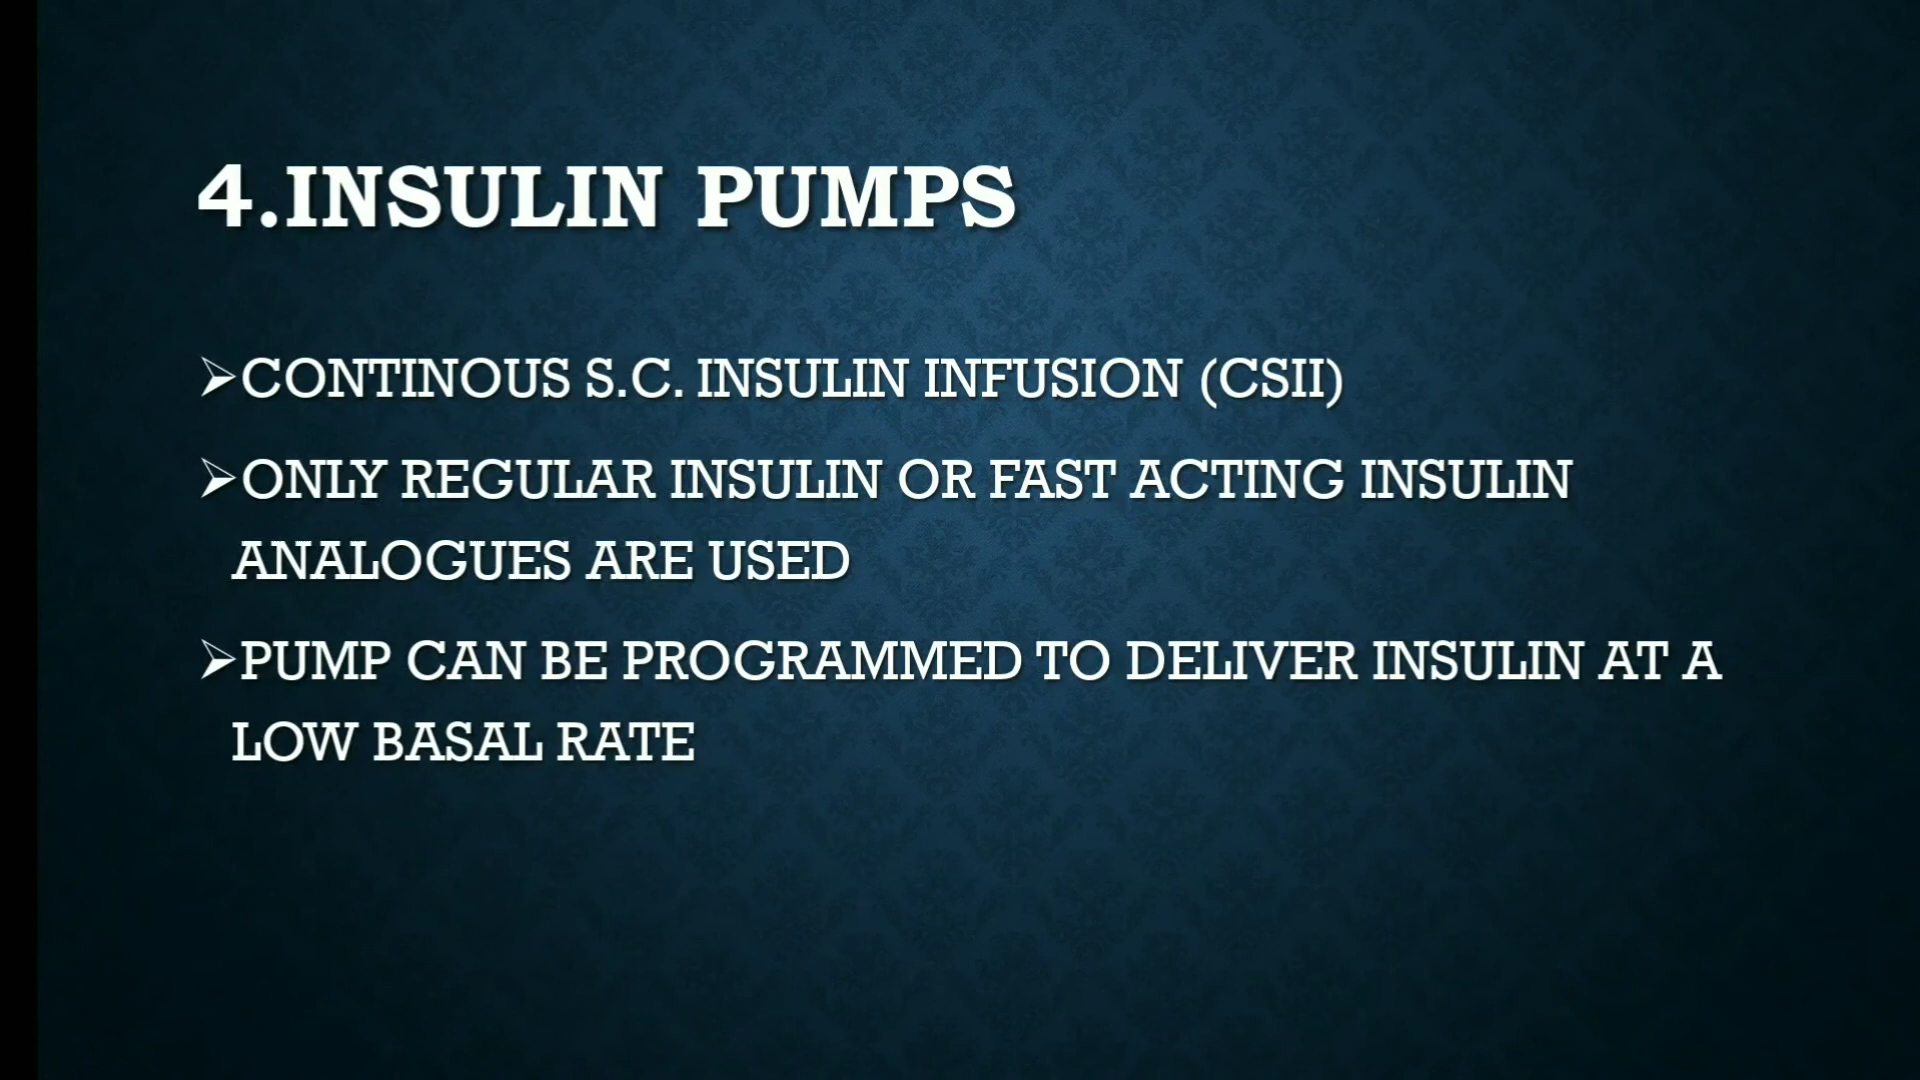 4.INSULIN PUMPS
➢CONTINOUS S.C. INSULIN INFUSION (CSII)
➢ONLY REGULAR INSULIN OR FAST ACTING INSULIN
ANALOGUES ARE USED
➢PUMP CAN BE PROGRAMMED TO DELIVER INSULIN AT A
LOW BASAL RATE